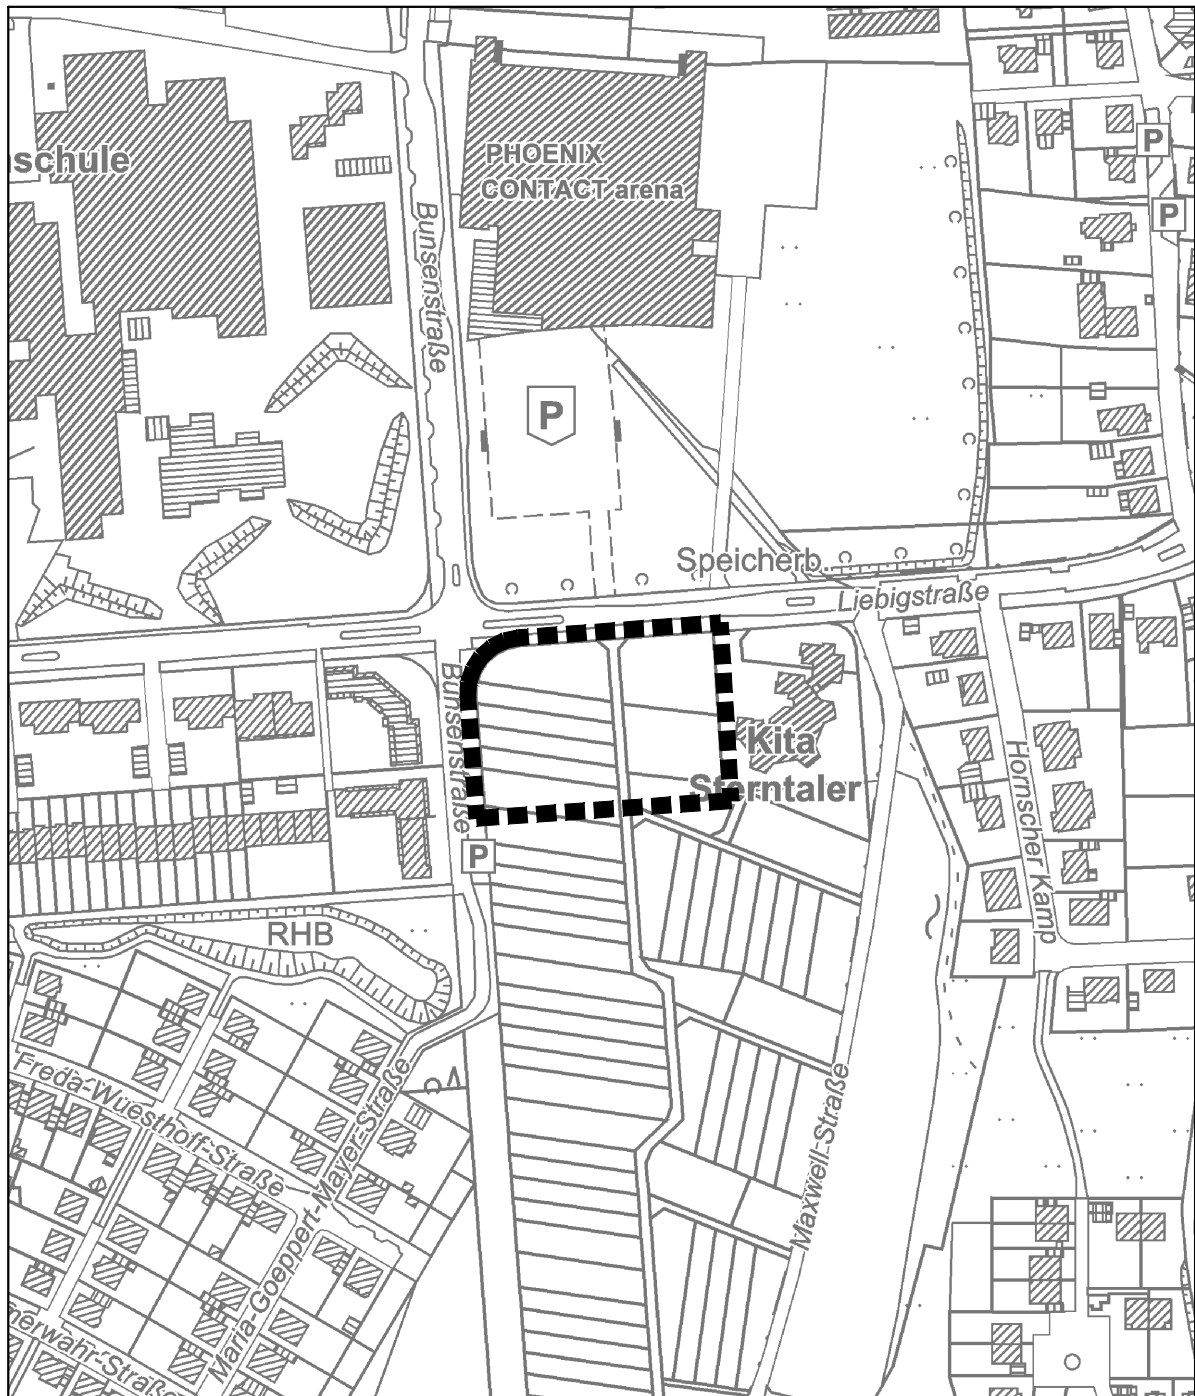 P
nschule
PHOENIX
CONTACT arena
P
Bunsenstraße
P
Speicherb.
Liebigstraße
Bunsenstraße
Kita
Sterntaler
Hornscher Kamp
P
RHB
Freda-Wuesthoff-Straße
Maria-Goeppert-Mayer-Straße
Maxwell-Straße
nerwahr-Straße